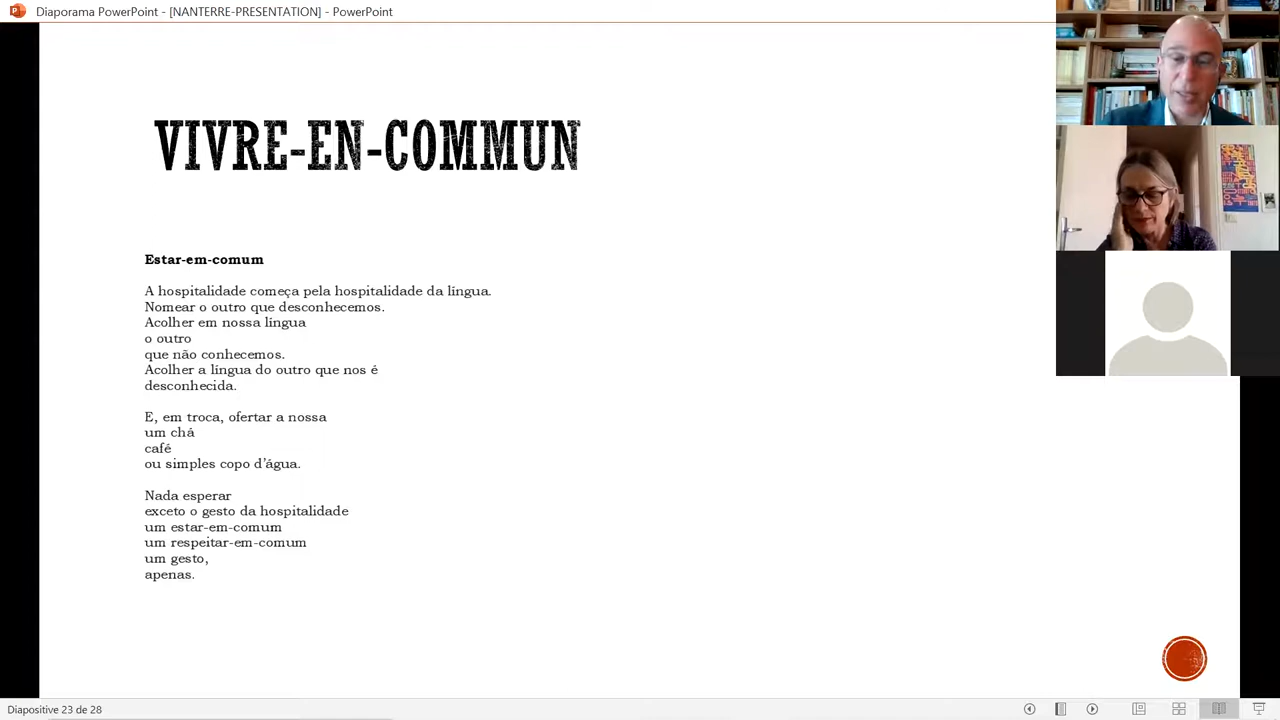 Diaporama PowerPoint - [NANTERRE-PRESENTATION] - PowerPoint
VIVRE-EN-COMMUN
Estar-em-comum
A hospitalidade começa pela hospitalidade da língua.
Nomear o outro que desconhecemos.
Acolher em nossa língua
o outro
que não conhecemos.
Acolher a língua do outro que nos é
desconhecida.
E, em troca, ofertar a nossa
um chá
café
ou simples copo d’água.
Nada esperar
exceto o gesto da hospitalidade
um estar-em-comum
um respeitar-em-comum
um gesto,
apenas.
Diapositive 23 de 28